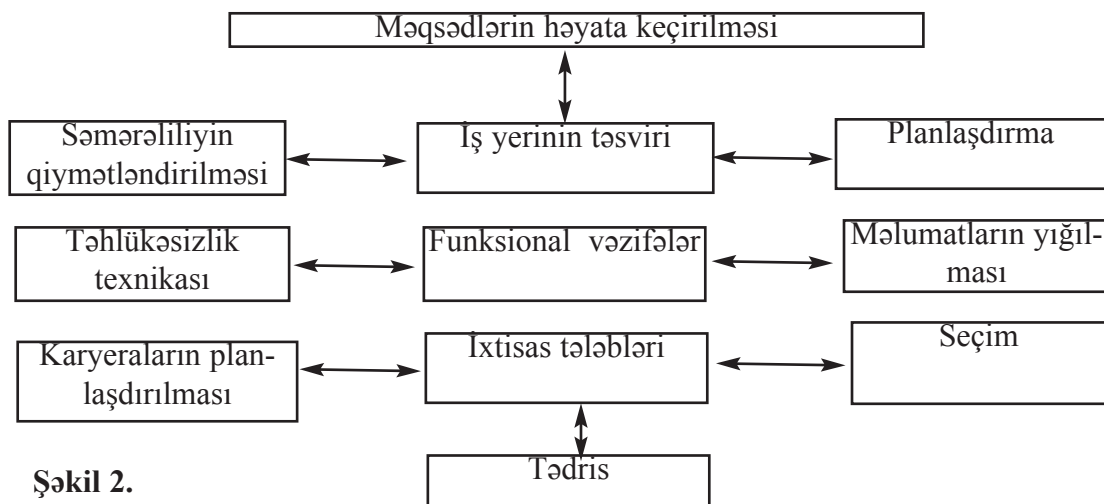 Məqsədlərin həyata keçirilməsi
Səmərəliliyin
qiymətləndirilməsi
İş yerinin təsviri
Planlaşdırma
Təhlükəsizlik
texnikası
Funksional vəzifələr
Məlumatların yığıl-
ması
Karyeraların plan-
laşdırılması
İxtisas tələbləri
Seçim
Tədris
Şəkil 2.